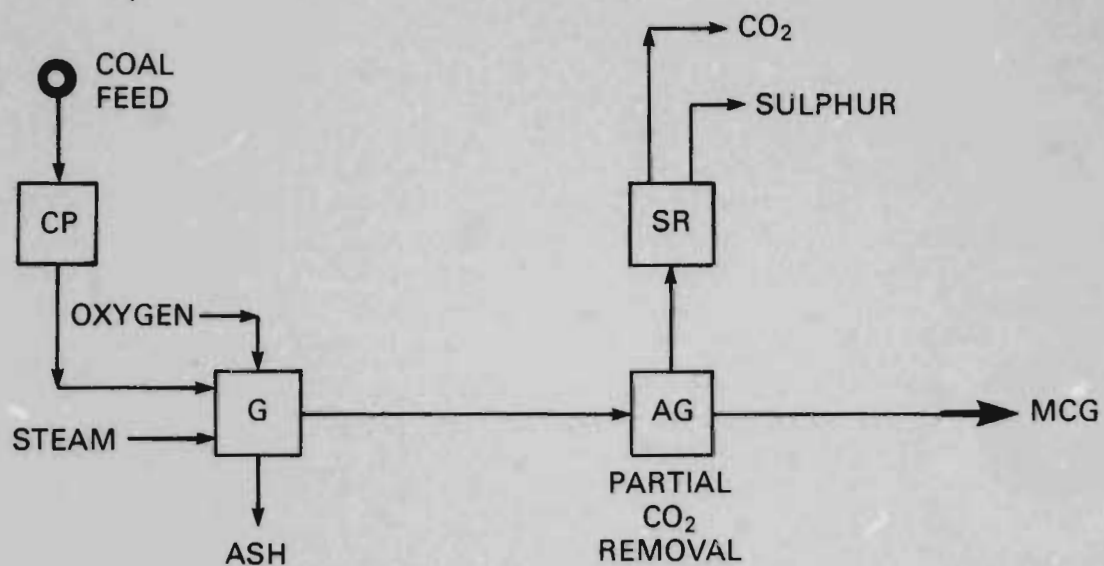 COAL
FEED
CO₂
SULPHUR
CP
SR
OXYGEN
G
AG
MCG
STEAM
PARTIAL
CO₂
REMOVAL
ASH